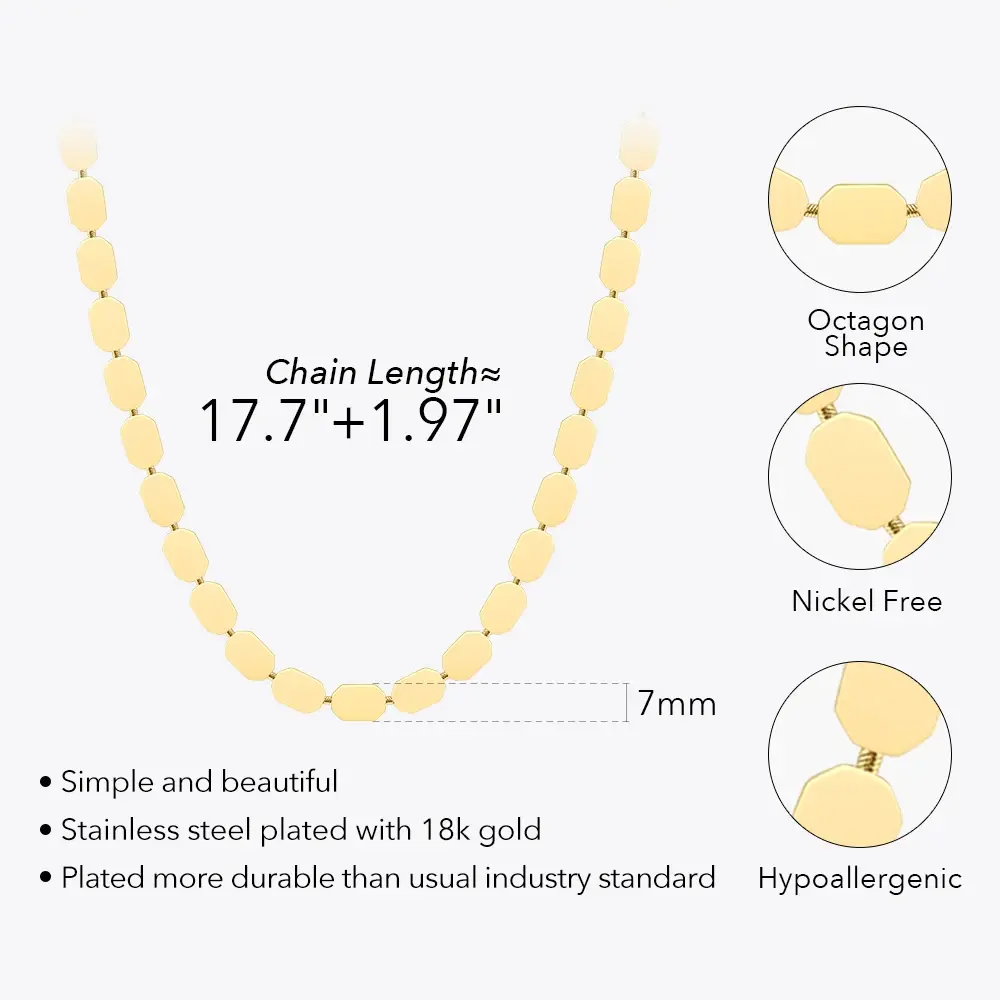 Chain Length≈
17.7"+1.97"
7mm
• Simple and beautiful
• Stainless steel plated with 18k gold
• Plated more durable than usual industry standard
Octagon
Shape
Nickel Free
Hypoallergenic